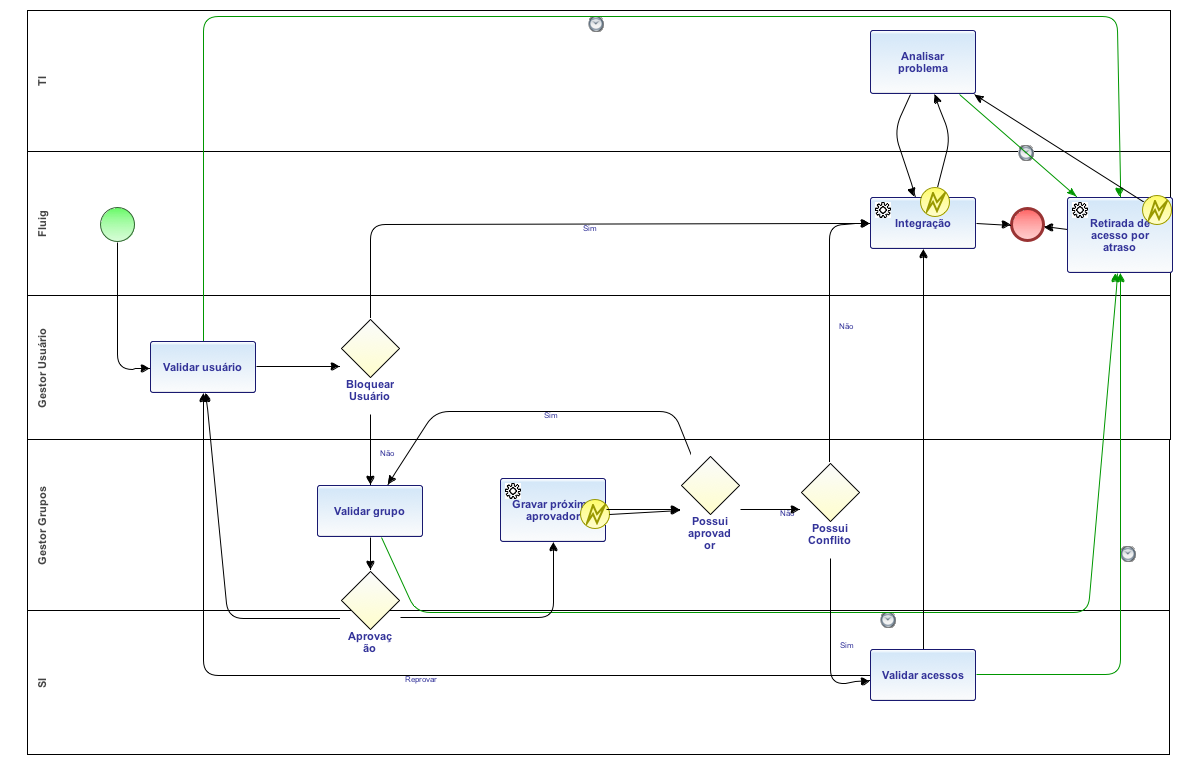 TI
Analisar
problema
Fluig
Sim
Integração
Retirada de
acesso por
atraso
Gestor Usuário
Validar usuário
Bloquear
Usuário
Não
Sim
Gestor Grupos
Não
Validar grupo
Gravar próxim
aprovador
Possui
aprovad
or
Não
Possui
Conflito
Aprovaç
ão
SI
Sim
Validar acessos
Reprovar